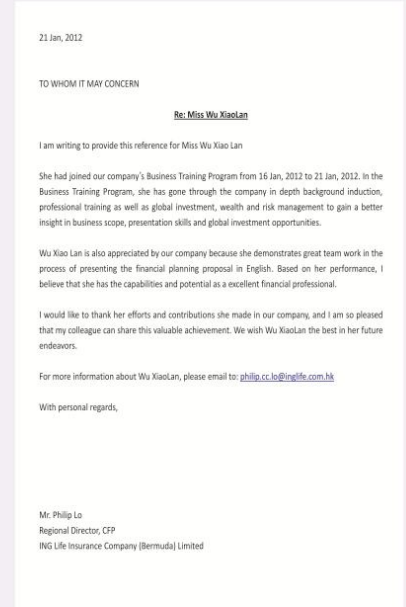 21 Jan, 2012
TO WHOM IT MAY CONCERN
Re: Miss Wu XiaoLan
I am writing to provide this reference for Miss Wu Xiao Lan
She had joined our company's Business Training Program from 16 Jan, 2012 to 21 Jan, 2012. In the
Business Training Program, she has gone through the company in depth background induction,
professional training as well as global investment, wealth and risk management to gain a better
insight in business scope, presentation skills and global investment opportunities.
Wu Xiao Lan is also appreciated by our company because she demonstrates great team work in the
process of presenting the financial planning proposal in English. Based on her performance, I
believe that she has the capabilities and potential as a excellent financial professional.
I would like to thank her efforts and contributions she made in our company, and I am so pleased
that my colleague can share this valuable achievement. We wish Wu XiaoLan the best in her future
endeavors.
For more information about Wu XiaoLan, please email to: philip.cc.lo@inglife.com.hk
With personal regards,
Mr. Philip Lo
Regional Director, CFP
ING Life Insurance Company (Bermuda) Limited